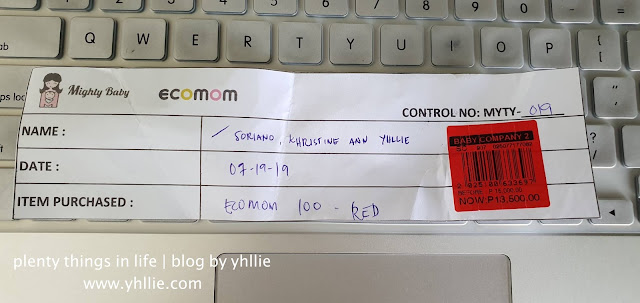 Q W E R T Y U I O P
tab
Mighty Baby ECOMOM
CONTROL NO: MYTY- 019
NAME : SORIANO, KHRISTINE ANN YHLLIE
DATE : 07-19-19
ITEM PURCHASED : ECOMOM 100 - RED
BABY COMPANY 2
NOW:P13,500.00
plenty things in life | blog by yhllie
www.yhllie.com